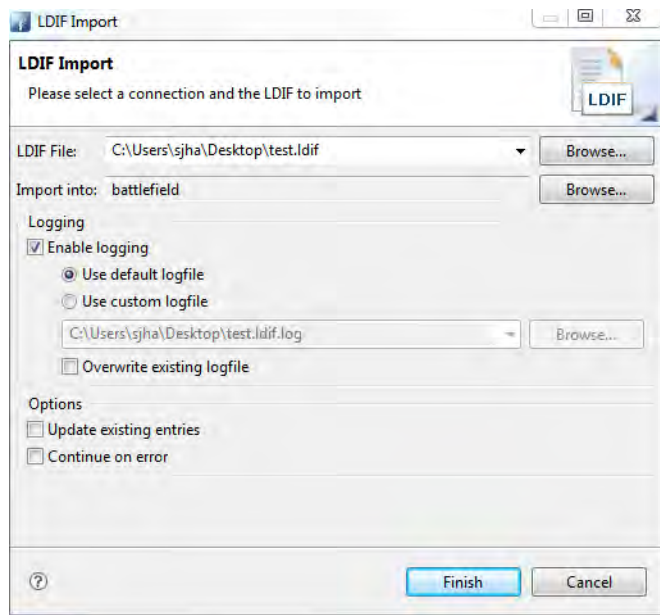 LDIF Import
LDIF Import
Please select a connection and the LDIF to import
LDIF
LDIF File: C:\Users\sjha\Desktop\test.ldif Browse...
Import into: battlefield Browse...
Logging
Enable logging
Use default logfile
Use custom logfile
C:\Users\sjha\Desktop\test.ldif.log Browse...
Overwrite existing logfile
Options
Update existing entries
Continue on error
? Finish Cancel